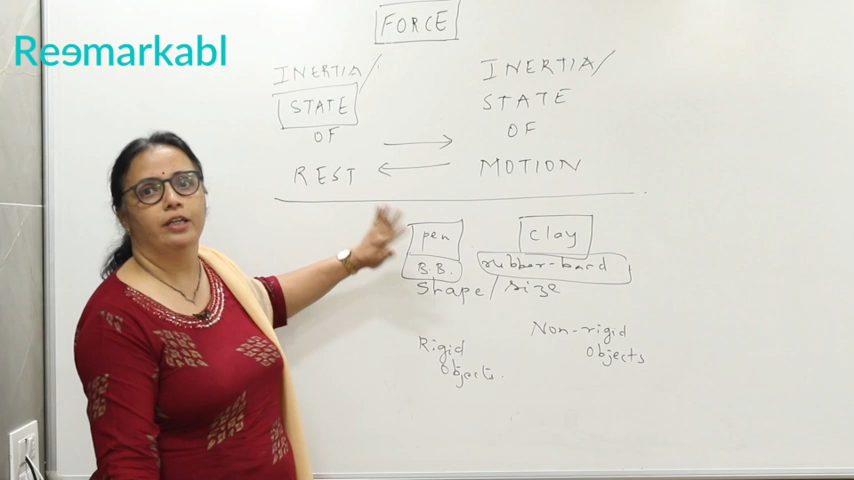 Reemarkabl
FORCE
INERTIA/
STATE
OF
REST
INERTIA/
STATE
OF
MOTION
pen
B.B.
clay
rubber-band
Shape/size
Rigid
Objects.
Non-rigid
Objects